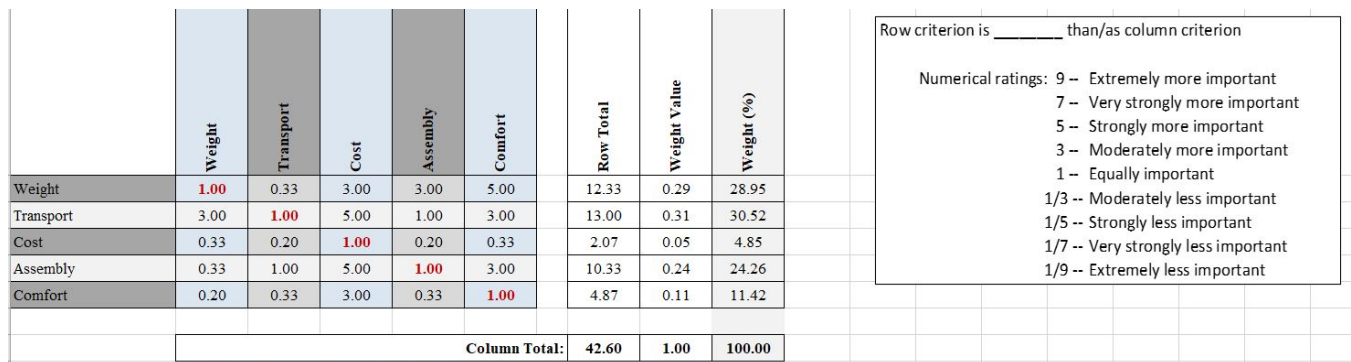 Weight Transport Cost Assembly Comfort Row Total Weight Value Weight (%)
Weight 1.00 0.33 3.00 3.00 5.00 12.33 0.29 28.95
Transport 3.00 1.00 5.00 1.00 3.00 13.00 0.31 30.52
Cost 0.33 0.20 1.00 0.20 0.33 2.07 0.05 4.85
Assembly 0.33 1.00 5.00 1.00 3.00 10.33 0.24 24.26
Comfort 0.20 0.33 3.00 0.33 1.00 4.87 0.11 11.42
Column Total: 42.60 1.00 100.00
Row criterion is ________ than/as column criterion
Numerical ratings: 9 -- Extremely more important
7 -- Very strongly more important
5 -- Strongly more important
3 -- Moderately more important
1 -- Equally important
1/3 -- Moderately less important
1/5 -- Strongly less important
1/7 -- Very strongly less important
1/9 -- Extremely less important